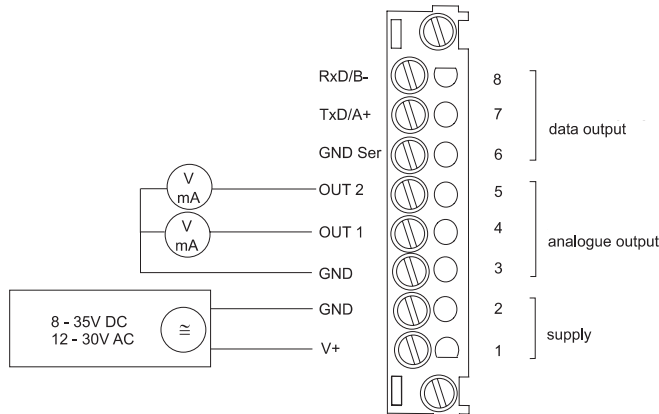 RxD/B- 8
TxD/A+ 7 data output
GND Ser 6
V mA OUT 2 5
V mA OUT 1 4 analogue output
GND 3
GND 2
8 - 35V DC
12 - 30V AC
≅
supply
V+ 1